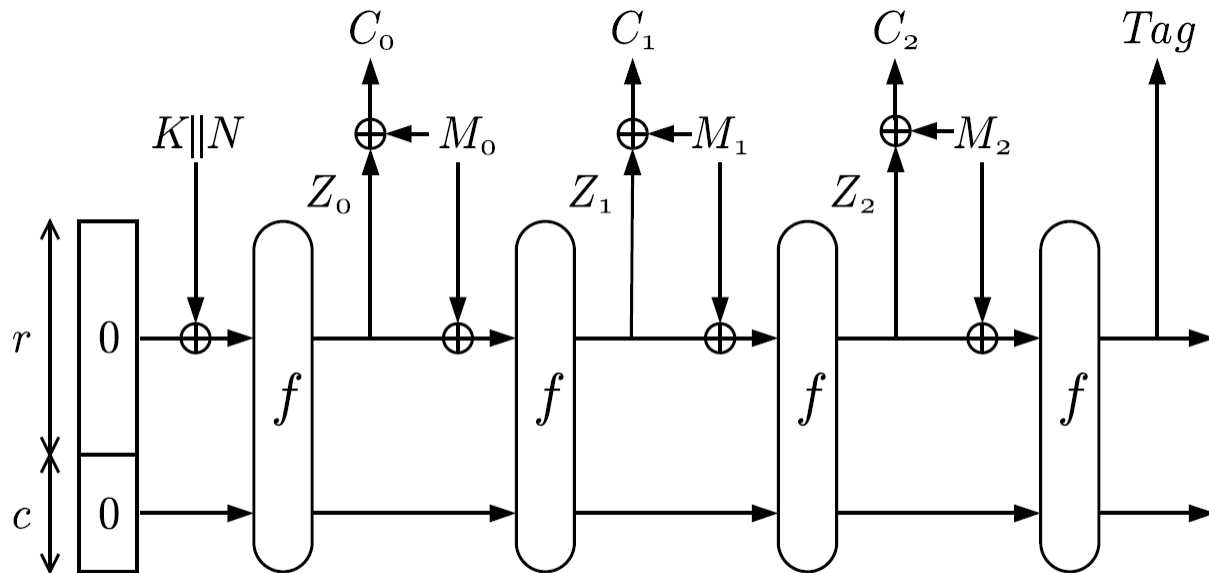 C₀ C₁ C₂ Tag
K||N M₀ M₁ M₂
Z₀ Z₁ Z₂
r 0
f f f f
c 0